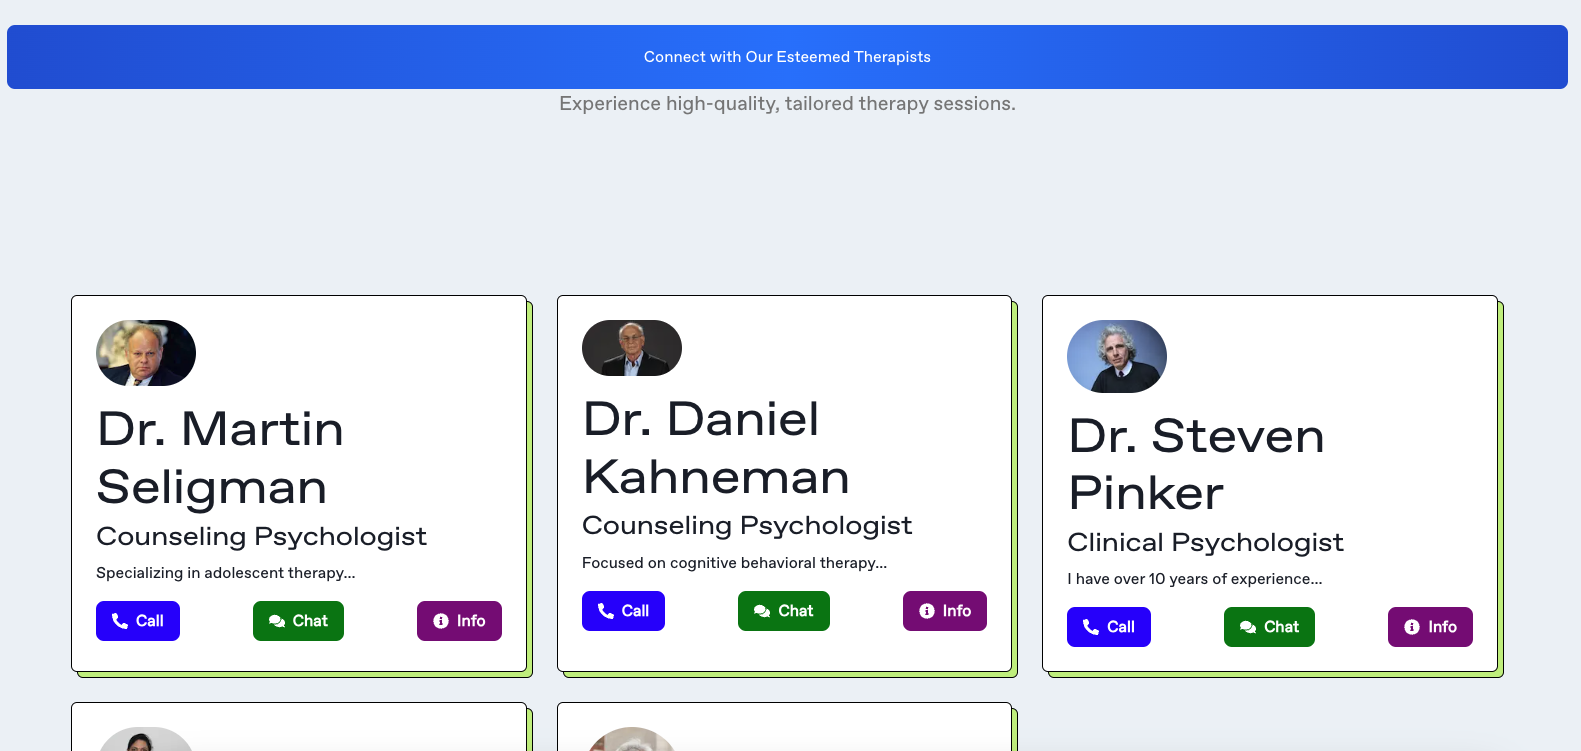 Connect with Our Esteemed Therapists
Experience high-quality, tailored therapy sessions.
Dr. Martin
Seligman
Counseling Psychologist
Specializing in adolescent therapy...
Call
Chat
Info
Dr. Daniel
Kahneman
Counseling Psychologist
Focused on cognitive behavioral therapy...
Call
Chat
Info
Dr. Steven
Pinker
Clinical Psychologist
I have over 10 years of experience...
Call
Chat
Info